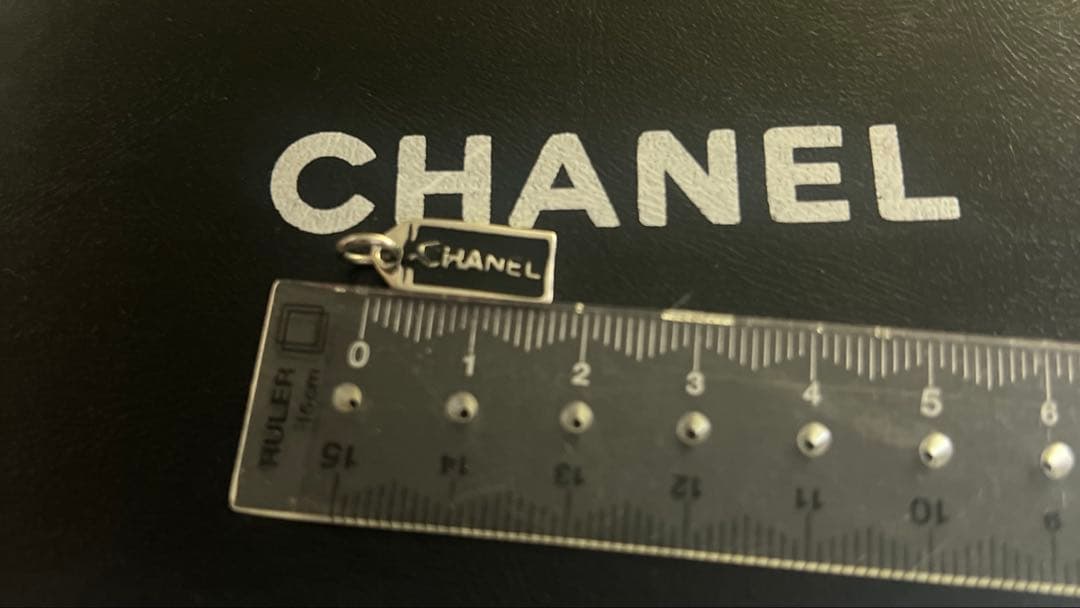 CHANEL
CHANEL
0 1 2 3 4 5 6
RULER
15cm
15 14 13 12 11 10 9